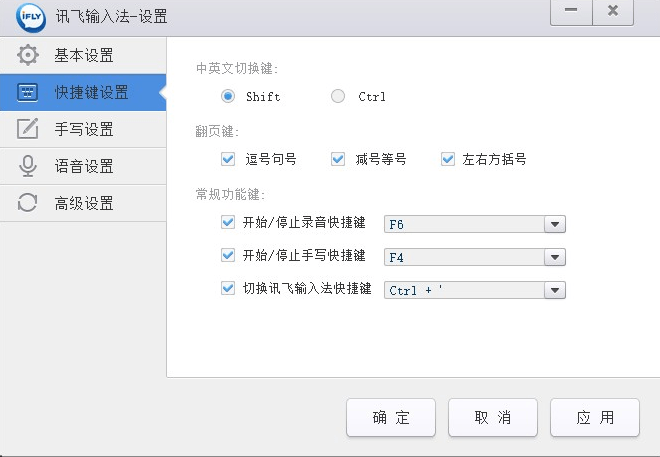 iFLY 讯飞输入法-设置
基本设置
快捷键设置
手写设置
语音设置
高级设置
中英文切换键:
Shift Ctrl
翻页键:
逗号句号 减号等号 左右方括号
常规功能键:
开始/停止录音快捷键 F6
开始/停止手写快捷键 F4
切换讯飞输入法快捷键 Ctrl + '
确 定 取 消 应 用